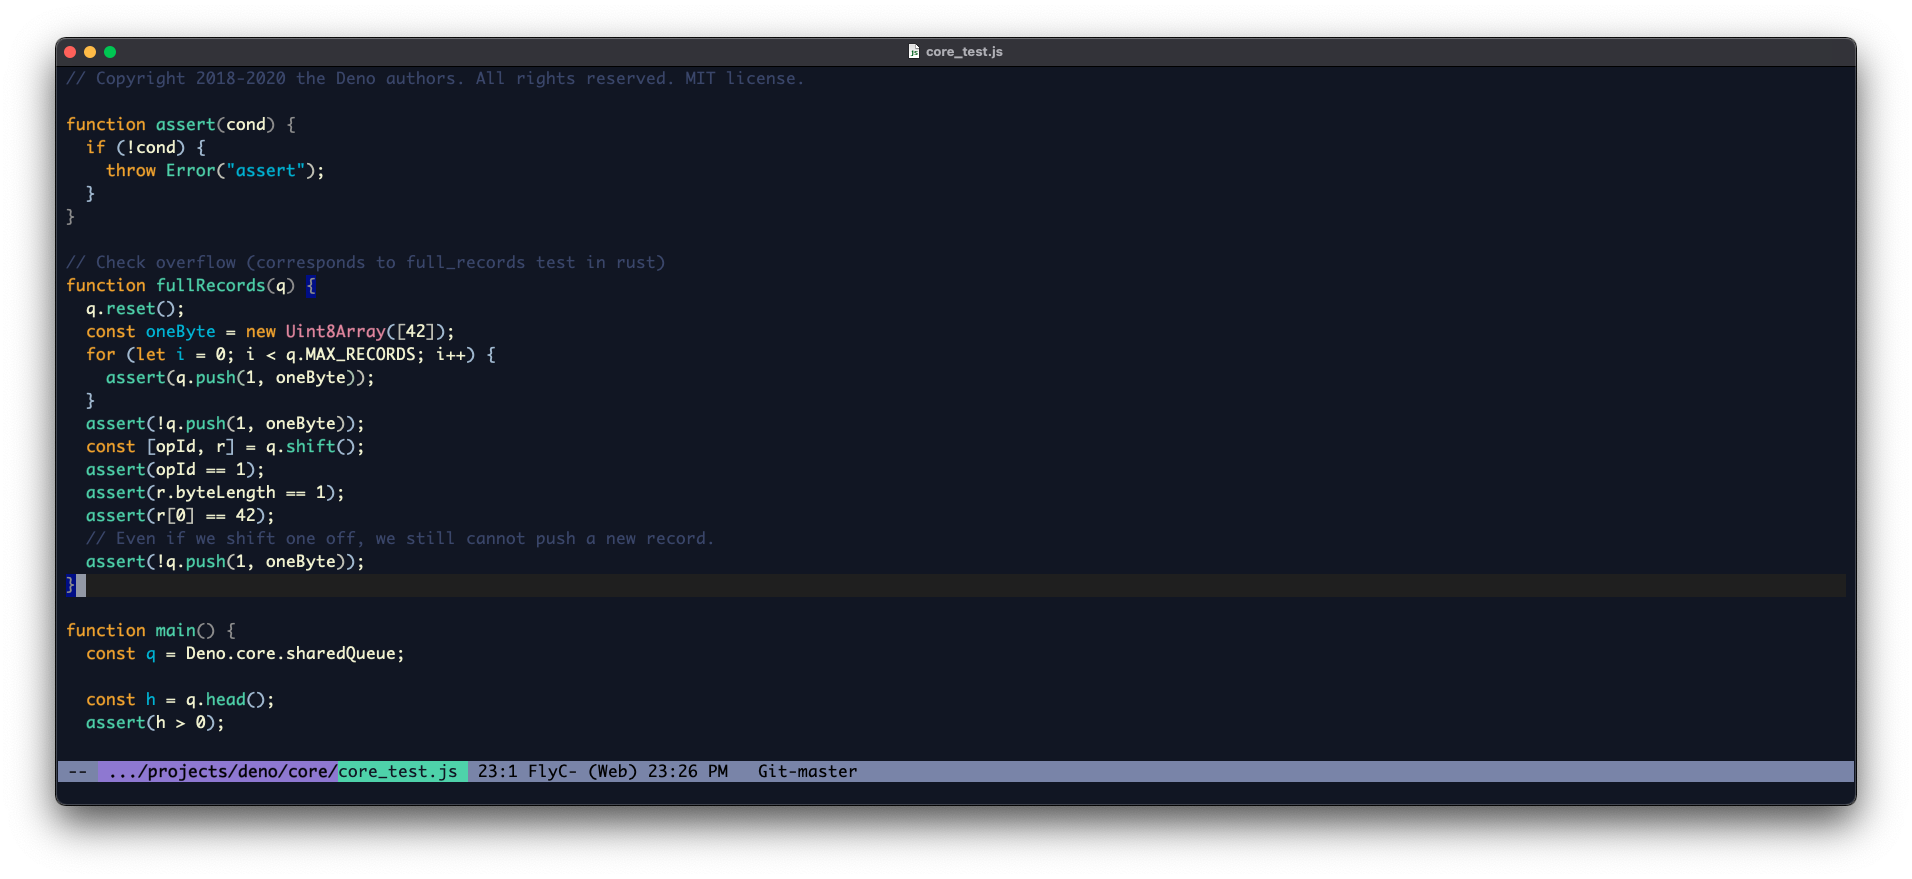 core_test.js
// Copyright 2018-2020 the Deno authors. All rights reserved. MIT license.
function assert(cond) {
  if (!cond) {
    throw Error("assert");
  }
}
// Check overflow (corresponds to full_records test in rust)
function fullRecords(q) {
  q.reset();
  const oneByte = new Uint8Array([42]);
  for (let i = 0; i < q.MAX_RECORDS; i++) {
    assert(q.push(1, oneByte));
  }
  assert(!q.push(1, oneByte));
  const [opId, r] = q.shift();
  assert(opId == 1);
  assert(r.byteLength == 1);
  assert(r[0] == 42);
  // Even if we shift one off, we still cannot push a new record.
  assert(!q.push(1, oneByte));
}
function main() {
  const q = Deno.core.sharedQueue;
  const h = q.head();
  assert(h > 0);
-- .../projects/deno/core/core_test.js 23:1 FlyC- (Web) 23:26 PM Git-master